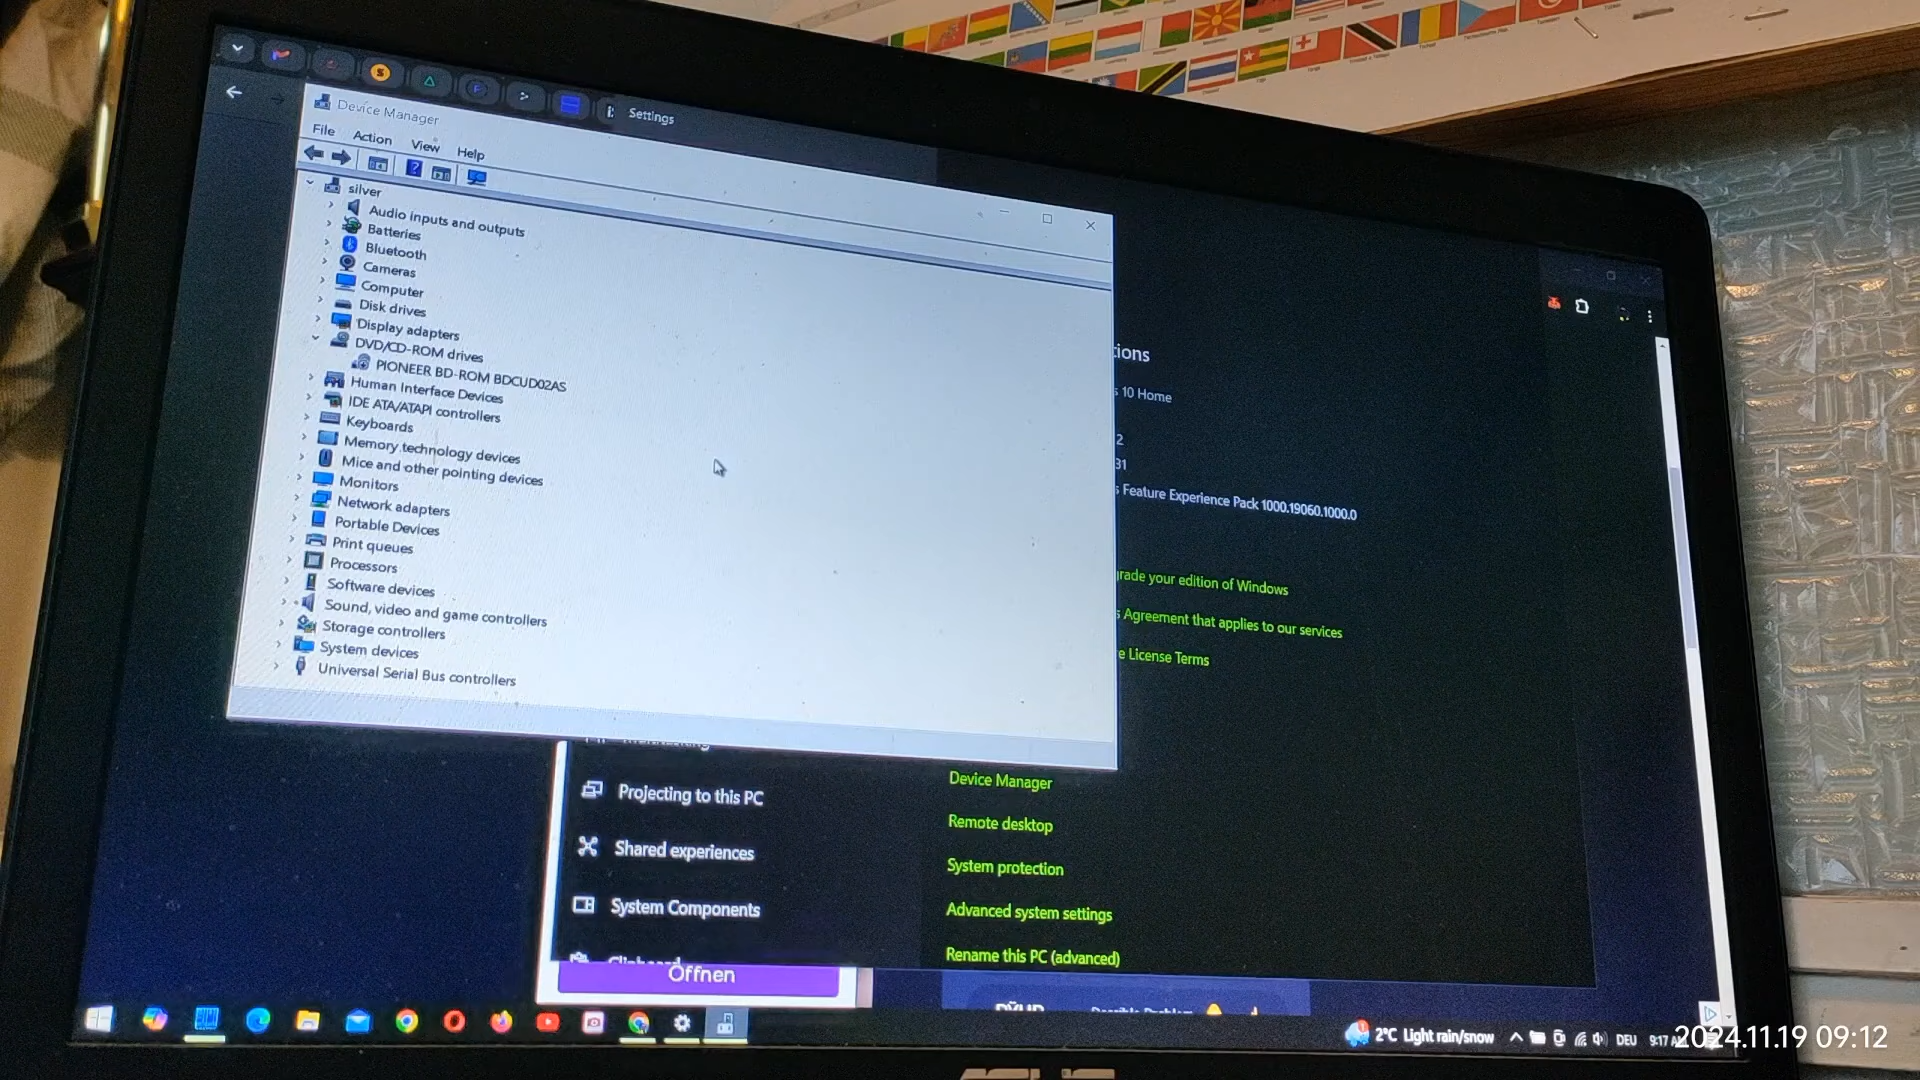 Settings
Device Manager
File Action View Help
silver
Audio inputs and outputs
Batteries
Bluetooth
Cameras
Computer
Disk drives
Display adapters
DVD/CD-ROM drives
PIONEER BD-ROM BDCUD02AS
Human Interface Devices
IDE ATA/ATAPI controllers
Keyboards
Memory technology devices
Mice and other pointing devices
Monitors
Network adapters
Portable Devices
Print queues
Processors
Software devices
Sound, video and game controllers
Storage controllers
System devices
Universal Serial Bus controllers
tions
s 10 Home
2
31
s Feature Experience Pack 1000.19060.1000.0
rade your edition of Windows
s Agreement that applies to our services
e License Terms
Projecting to this PC
Shared experiences
System Components
Clipboard
Öffnen
Device Manager
Remote desktop
System protection
Advanced system settings
Rename this PC (advanced)
2°C Light rain/snow
DEU
9:17 A
2024.11.19 09:12